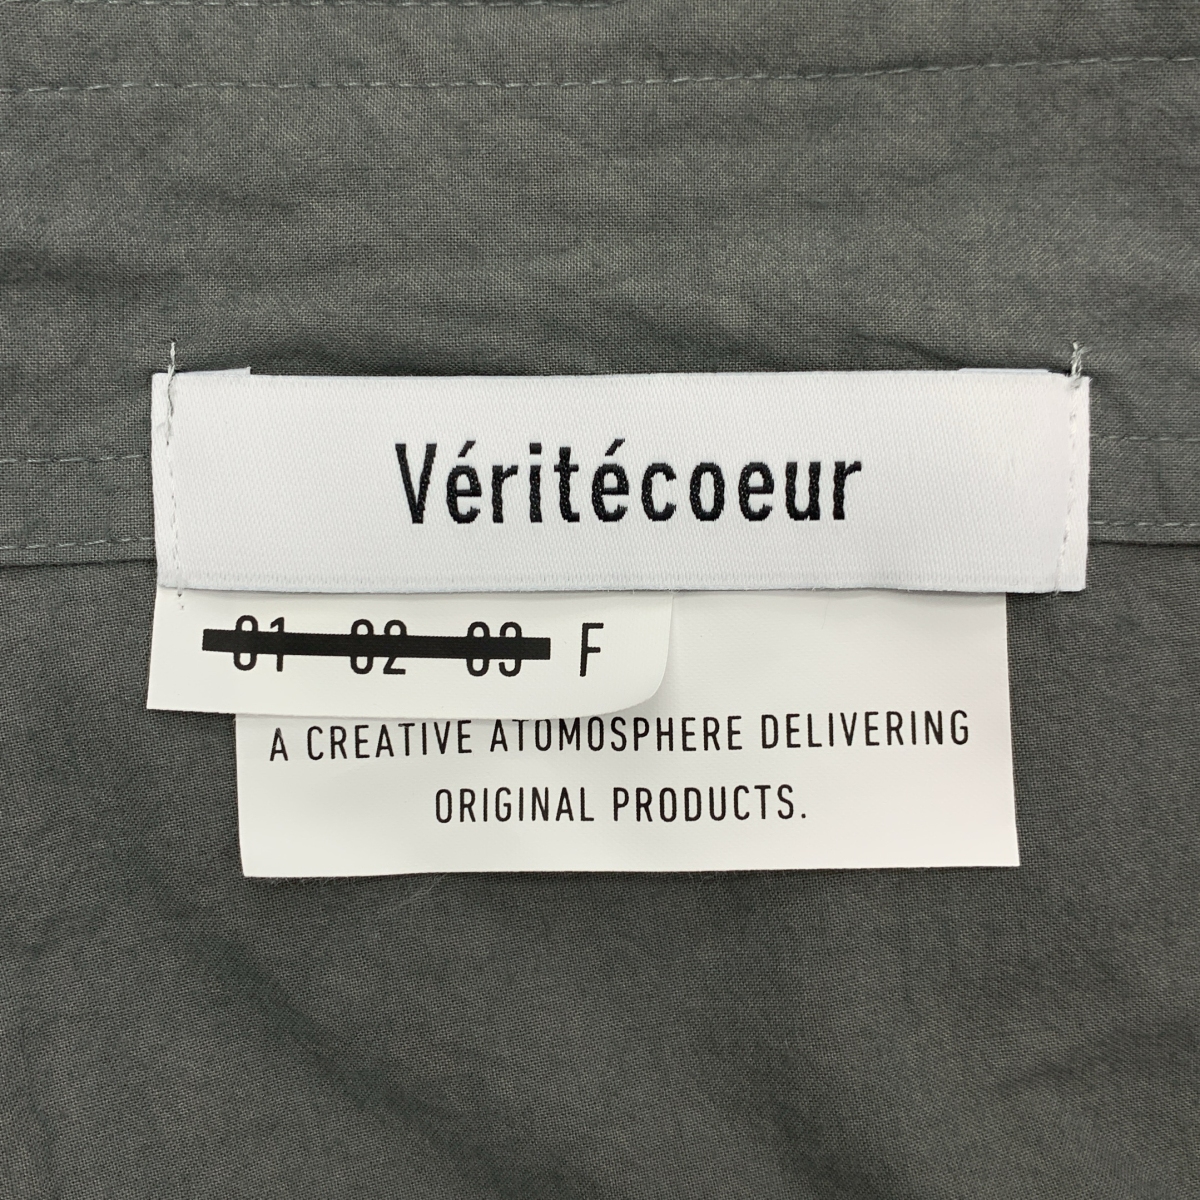 Véritécoeur
01 02 03 F
A CREATIVE ATOMOSPHERE DELIVERING
ORIGINAL PRODUCTS.